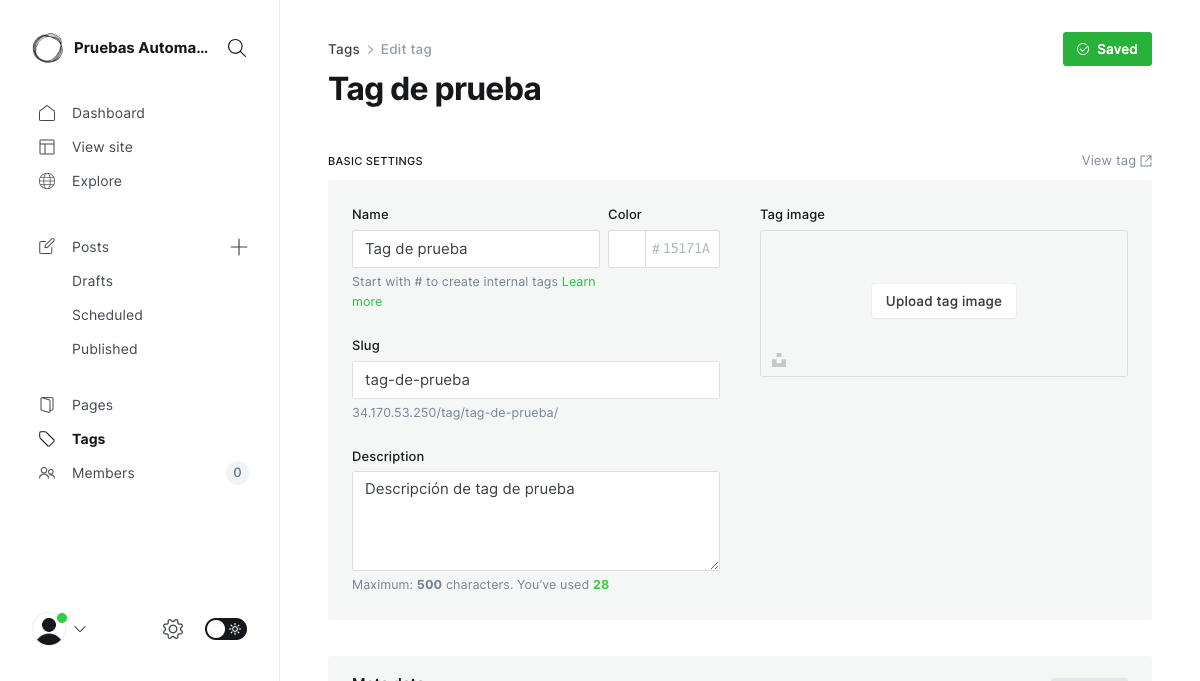 Pruebas Automa...
Dashboard
View site
Explore
Posts
Drafts
Scheduled
Published
Pages
Tags
Members
0
Tags > Edit tag
Saved
Tag de prueba
BASIC SETTINGS
View tag
Name
Tag de prueba
Start with # to create internal tags Learn
more
Color
# 15171A
Slug
tag-de-prueba
34.170.53.250/tag/tag-de-prueba/
Description
Descripción de tag de prueba
Maximum: 500 characters. You've used 28
Tag image
Upload tag image
Meta data